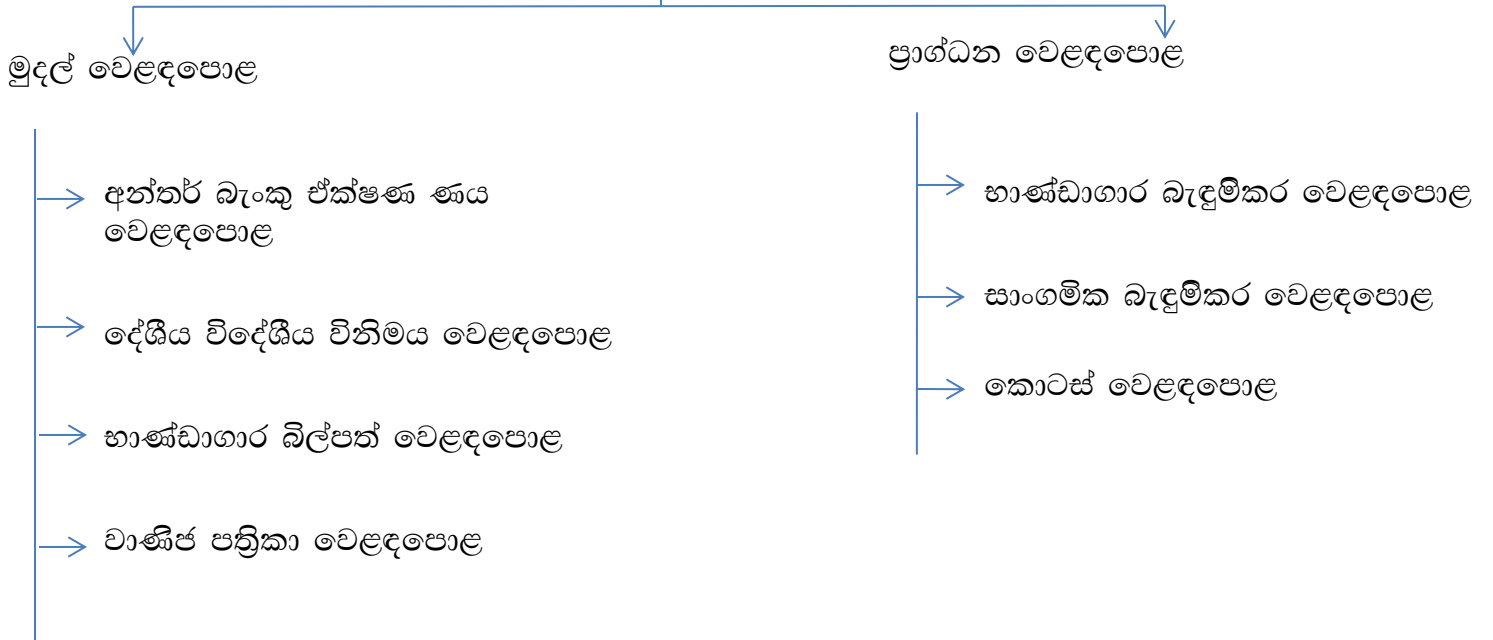 මුදල් වෙළඳපොළ
අන්තර් බැංකු ඒක්ෂණ ණය
වෙළඳපොළ
දේශීය විදේශීය විනිමය වෙළඳපොළ
භාණ්ඩාගාර බිල්පත් වෙළඳපොළ
වාණිජ පත්‍රිකා වෙළඳපොළ
ප්‍රාග්ධන වෙළඳපොළ
භාණ්ඩාගාර බැඳුම්කර වෙළඳපොළ
සාංගමික බැඳුම්කර වෙළඳපොළ
කොටස් වෙළඳපොළ